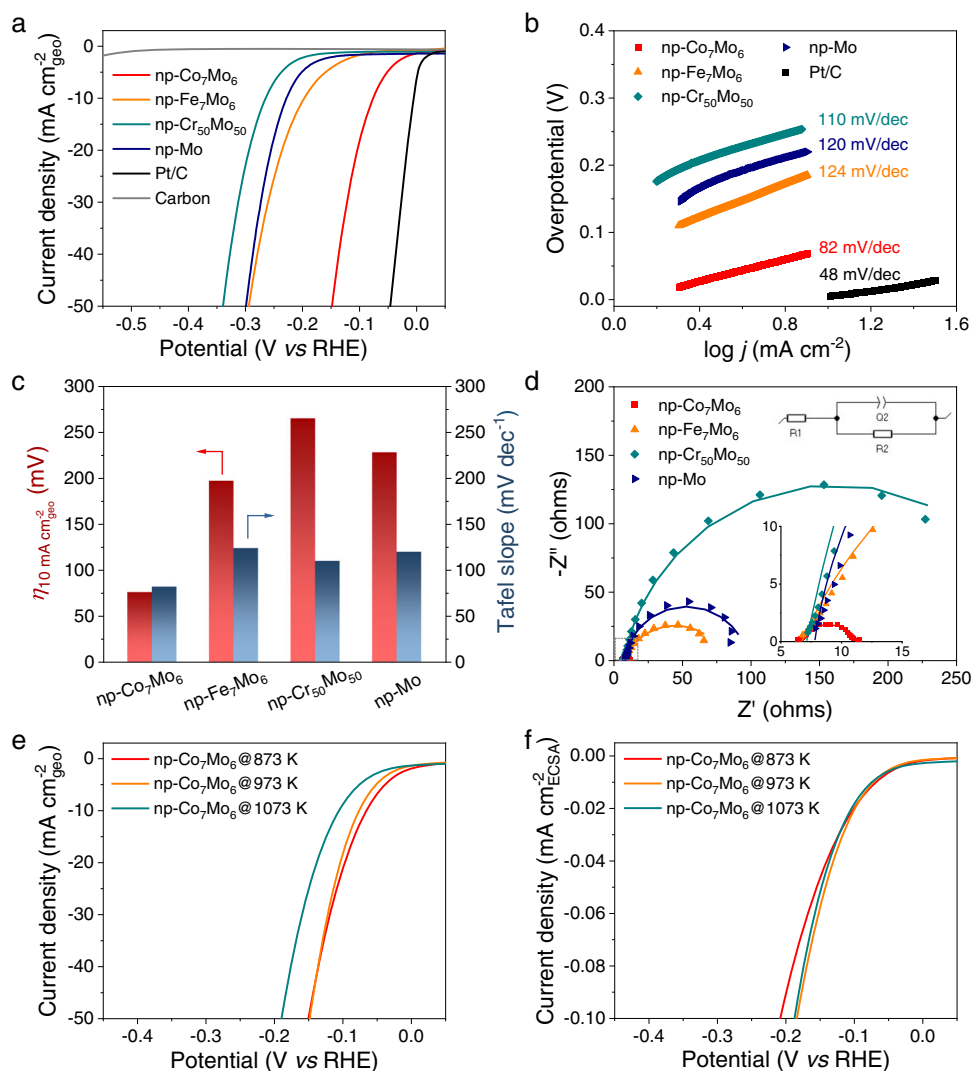 a
0
-10
-20
-30
-40
-50
Current density (mA cm⁻²geo)
np-Co₇Mo₆
np-Fe₇Mo₆
np-Cr₅₀Mo₅₀
np-Mo
Pt/C
Carbon
-0.5 -0.4 -0.3 -0.2 -0.1 0.0
Potential (V vs RHE)
b
0.4
0.3
0.2
0.1
0.0
Overpotential (V)
np-Co₇Mo₆
np-Fe₇Mo₆
np-Cr₅₀Mo₅₀
np-Mo
Pt/C
110 mV/dec
120 mV/dec
124 mV/dec
82 mV/dec
48 mV/dec
0.0 0.4 0.8 1.2 1.6
log j (mA cm⁻²)
c
300
250
200
150
100
50
0
η10 mA cm⁻²geo (mV)
300
250
200
150
100
50
0
Tafel slope (mV dec⁻¹)
np-Co₇Mo₆
np-Fe₇Mo₆
np-Cr₅₀Mo₅₀
np-Mo
d
-200
-150
-100
-50
0
-Z" (ohms)
np-Co₇Mo₆
np-Fe₇Mo₆
np-Cr₅₀Mo₅₀
np-Mo
R1
Q2
R2
10
5
0
5 10 15
0 50 100 150 200 250
Z' (ohms)
e
0
-10
-20
-30
-40
-50
Current density (mA cm⁻²geo)
np-Co₇Mo₆@873 K
np-Co₇Mo₆@973 K
np-Co₇Mo₆@1073 K
-0.4 -0.3 -0.2 -0.1 0.0
Potential (V vs RHE)
f
0.00
-0.02
-0.04
-0.06
-0.08
-0.10
Current density (mA cm⁻²ECSA)
np-Co₇Mo₆@873 K
np-Co₇Mo₆@973 K
np-Co₇Mo₆@1073 K
-0.4 -0.3 -0.2 -0.1 0.0
Potential (V vs RHE)